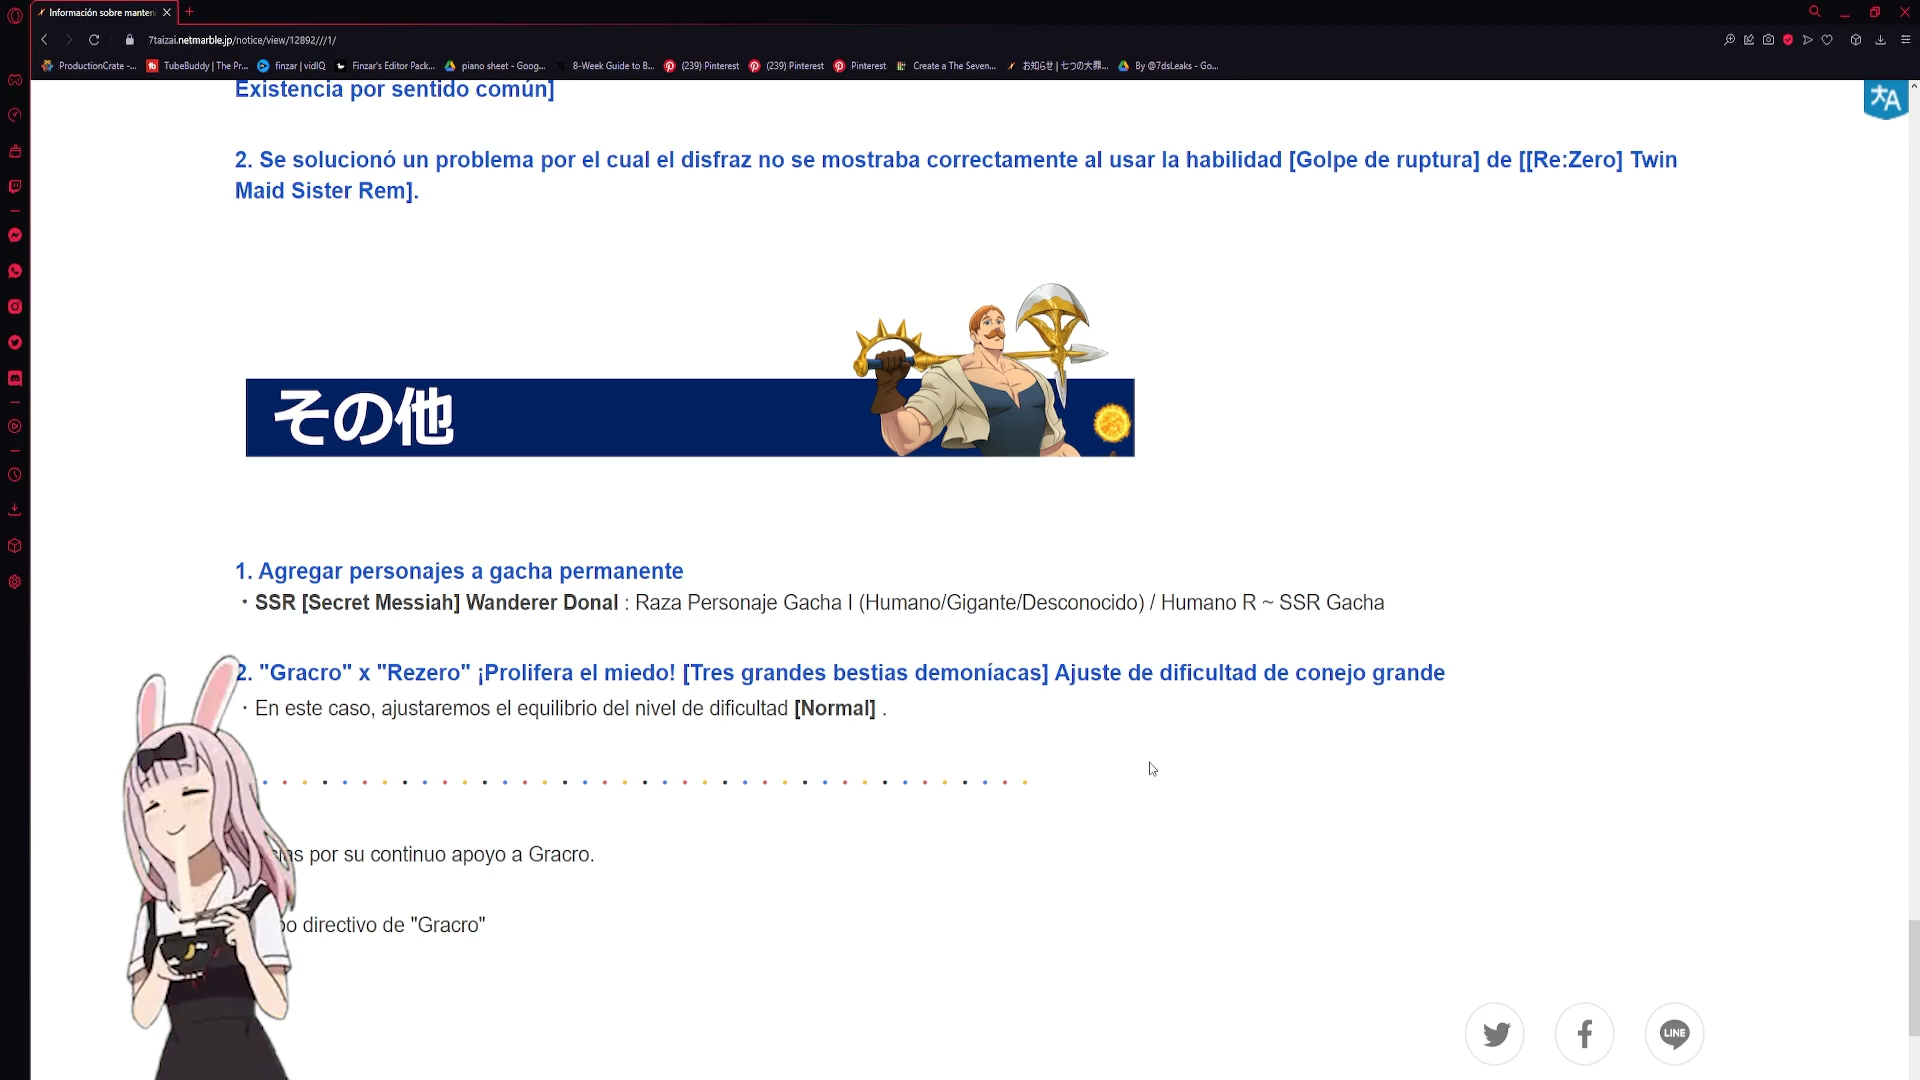 Información sobre manten
7taizai.netmarble.jp/notice/view/12892///1/
ProductionCrate -... TubeBuddy | The Pr... finzar | vidIQ Finzar's Editor Pack... piano sheet - Goog... 8-Week Guide to B... (239) Pinterest (239) Pinterest Pinterest Create a The Seven... お知らせ | 七つの大罪... By @7dsLeaks - Go...
Existencia por sentido común]
2. Se solucionó un problema por el cual el disfraz no se mostraba correctamente al usar la habilidad [Golpe de ruptura] de [[Re:Zero] Twin
Maid Sister Rem].
その他
1. Agregar personajes a gacha permanente
・SSR [Secret Messiah] Wanderer Donal : Raza Personaje Gacha I (Humano/Gigante/Desconocido) / Humano R ~ SSR Gacha
2. "Gracro" x "Rezero" ¡Prolifera el miedo! [Tres grandes bestias demoníacas] Ajuste de dificultad de conejo grande
・En este caso, ajustaremos el equilibrio del nivel de dificultad [Normal] .
por su continuo apoyo a Gracro.
directivo de "Gracro"
LINE